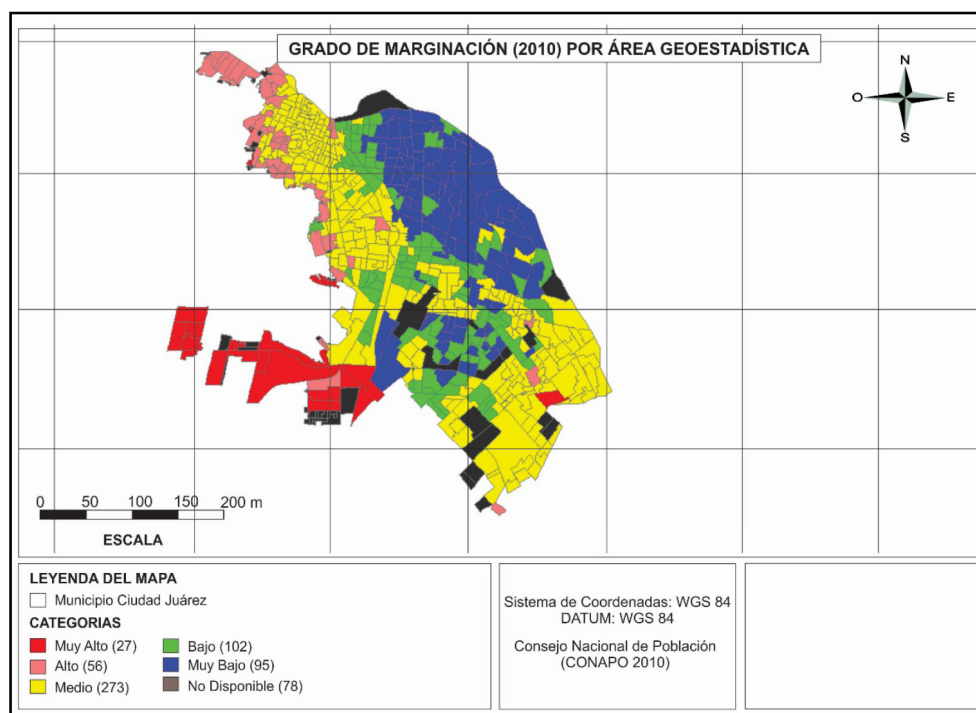 GRADO DE MARGINACIÓN (2010) POR ÁREA GEOESTADÍSTICA
N
O E
S
0 50 100 150 200 m
ESCALA
LEYENDA DEL MAPA
Municipio Ciudad Juárez
CATEGORIAS
Muy Alto (27)
Alto (56)
Medio (273)
Bajo (102)
Muy Bajo (95)
No Disponible (78)
Sistema de Coordenadas: WGS 84
DATUM: WGS 84
Consejo Nacional de Población
(CONAPO 2010)